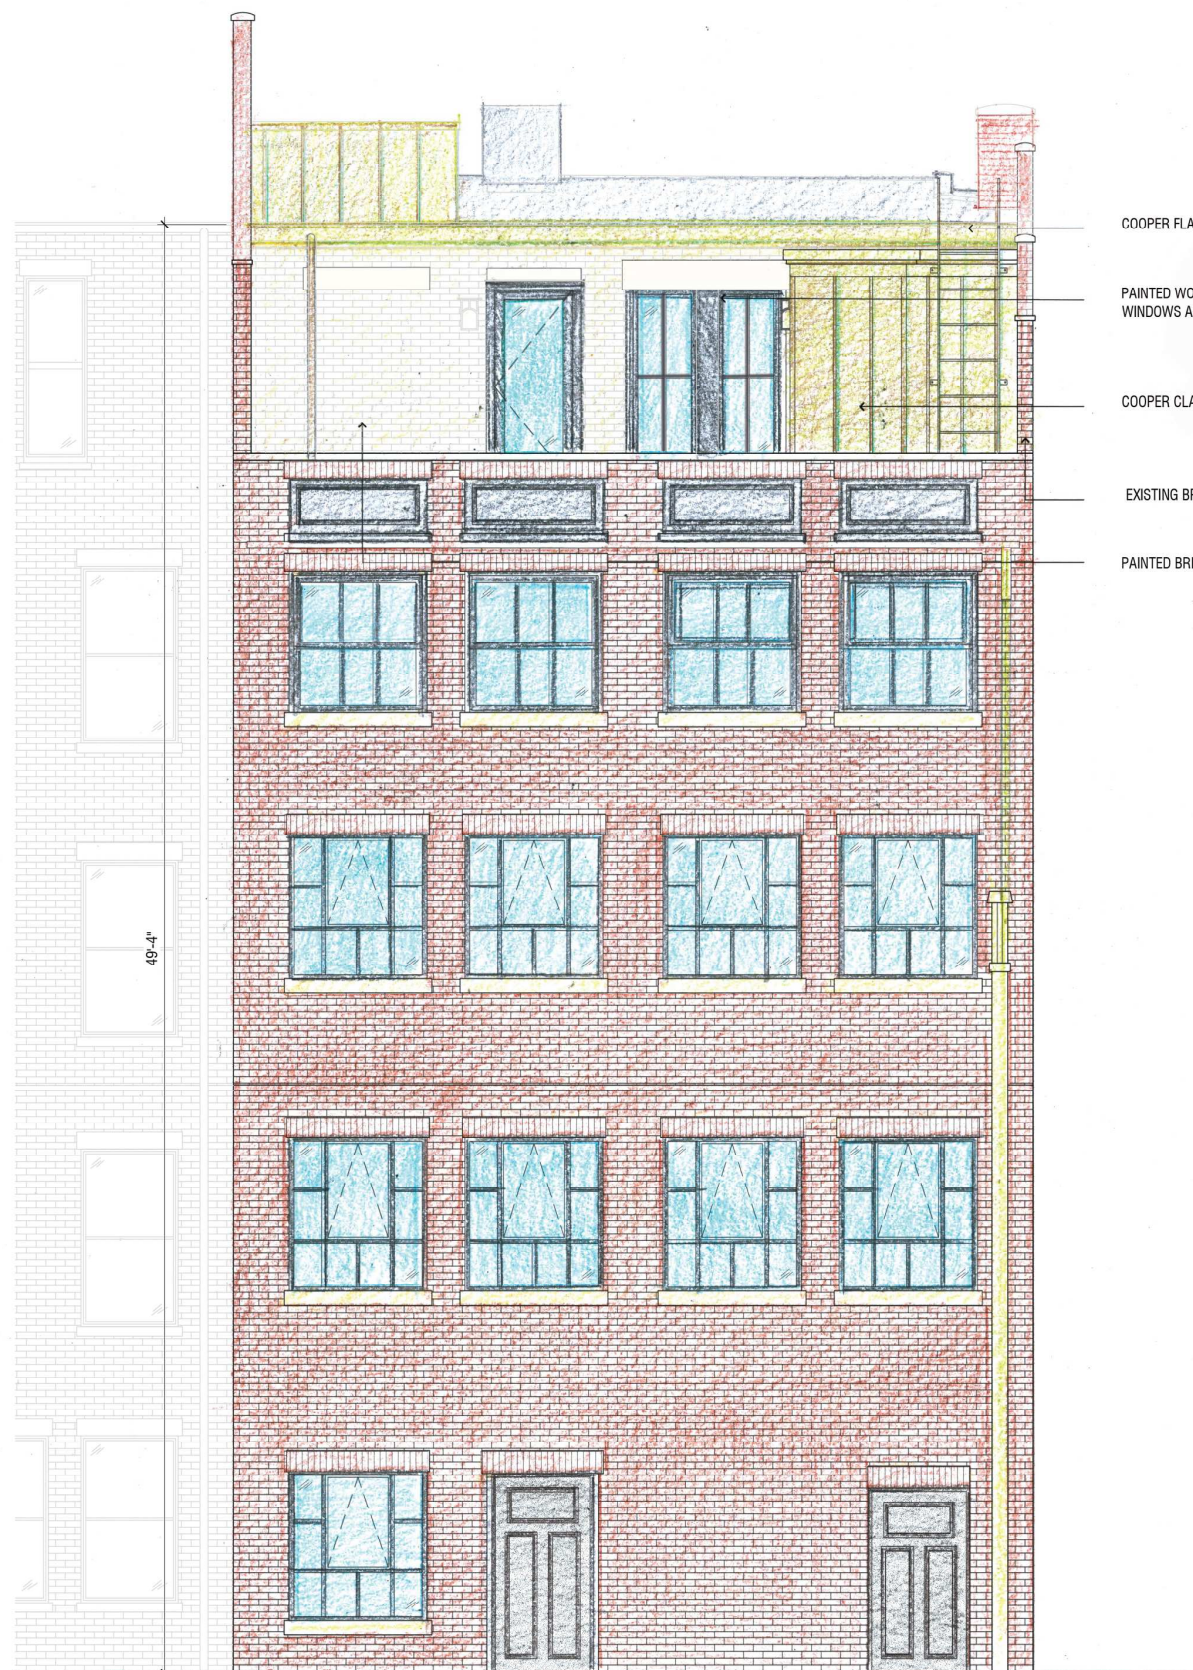 COOPER FLA
PAINTED WO
WINDOWS A
COOPER CLA
EXISTING BR
PAINTED BRI
49'-4"